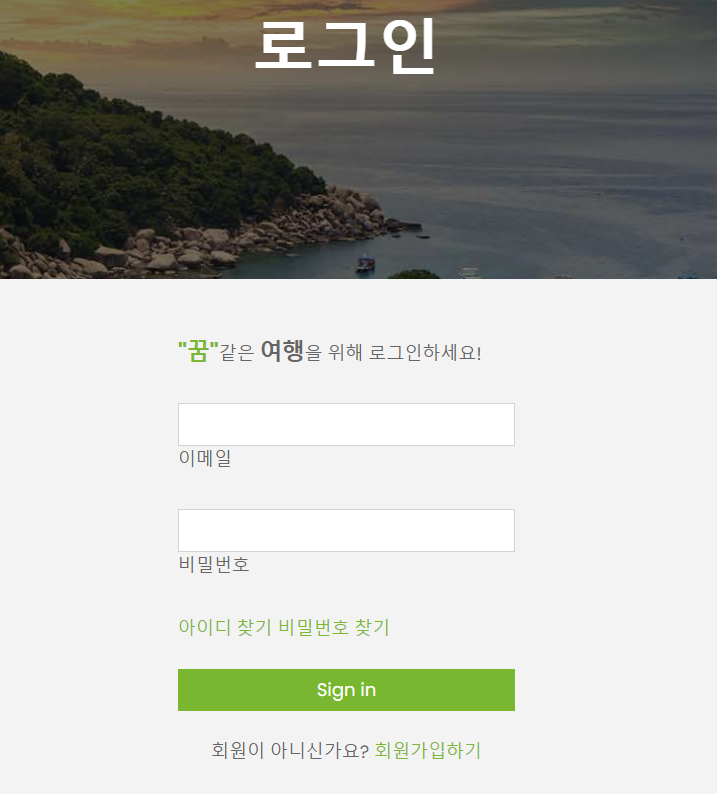 로그인
"꿈"같은 여행을 위해 로그인하세요!
이메일
비밀번호
아이디 찾기 비밀번호 찾기
Sign in
회원이 아니신가요? 회원가입하기